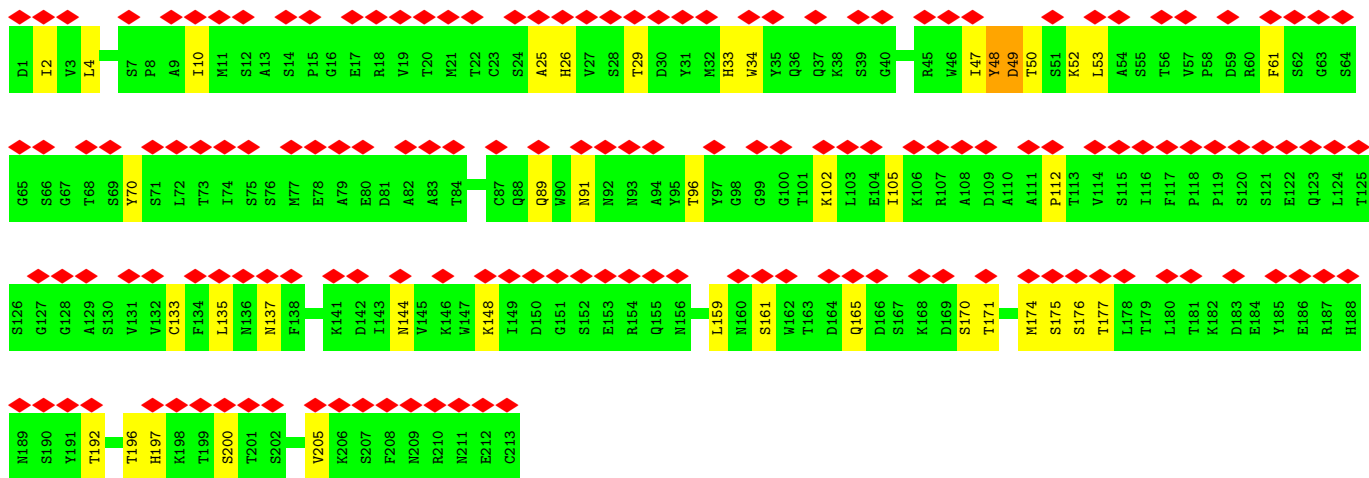 D1 I2 V3 L4 S7 P8 A9 I10 M11 S12 A13 S14 P15 G16 E17 R18 V19 T20 M21 T22 C23 S24 A25 H26 V27 S28 T29 D30 Y31 M32 H33 W34 Y35 Q36 Q37 K38 S39 G40 R45 W46 I47 Y48 D49 T50 S51 K52 L53 A54 S55 T56 V57 P58 D59 R60 F61 S62 G63 S64
G65 S66 G67 T68 S69 Y70 S71 L72 T73 I74 S75 S76 M77 E78 A79 E80 D81 A82 A83 T84 C87 Q88 Q89 W90 N91 N92 N93 A94 Y95 T96 Y97 G98 G99 G100 T101 K102 L103 E104 I105 K106 R107 A108 D109 A110 A111 P112 T113 V114 S115 I116 F117 P118 P119 S120 S121 E122 Q123 L124 T125
S126 G127 G128 A129 S130 V131 V132 C133 F134 L135 N136 N137 F138 K141 D142 I143 N144 V145 K146 W147 K148 I149 D150 G151 S152 E153 R154 Q155 N156 L159 N160 S161 W162 T163 D164 Q165 D166 S167 K168 D169 S170 T171 M174 S175 S176 T177 L178 T179 L180 T181 K182 D183 E184 Y185 E186 R187 H188
N189 S190 Y191 T192 T196 H197 K198 T199 S200 T201 S202 V205 K206 S207 F208 N209 R210 N211 E212 C213